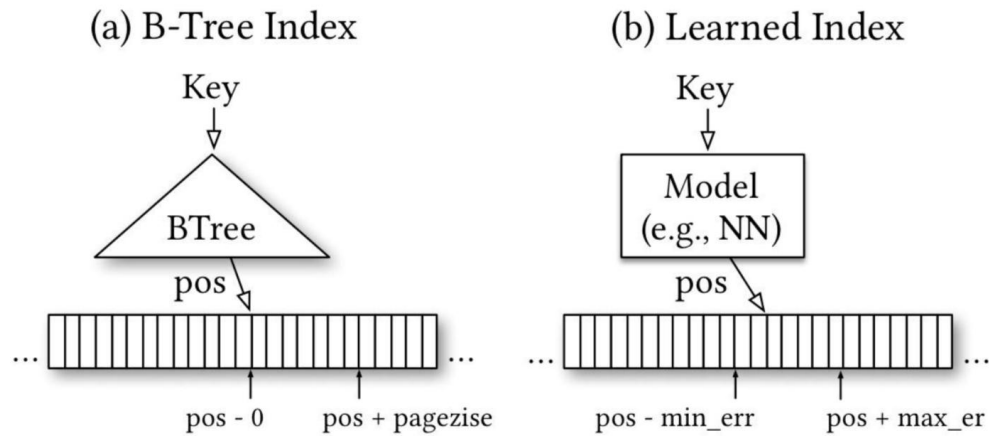 (a) B-Tree Index
Key
BTree
pos
...
...
pos - 0
pos + pagezise
(b) Learned Index
Key
Model
(e.g., NN)
pos
...
...
pos - min_err
pos + max_er